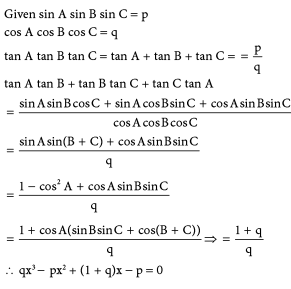 Given sin A sin B sin C = p
cos A cos B cos C = q
tan A tan B tan C = tan A + tan B + tan C = = p/q
tan A tan B + tan B tan C + tan C tan A
= (sin A sin B cos C + sin A cos B sin C + cos A sin B sin C)/(cos A cos B cos C)
= (sin A sin (B + C) + cos A sin B sin C)/q
= (1 − cos² A + cos A sin B sin C)/q
= (1 + cos A(sin B sin C + cos (B + C)))/q ⇒ = (1 + q)/q
∴ qx³ − px² + (1 + q)x − p = 0